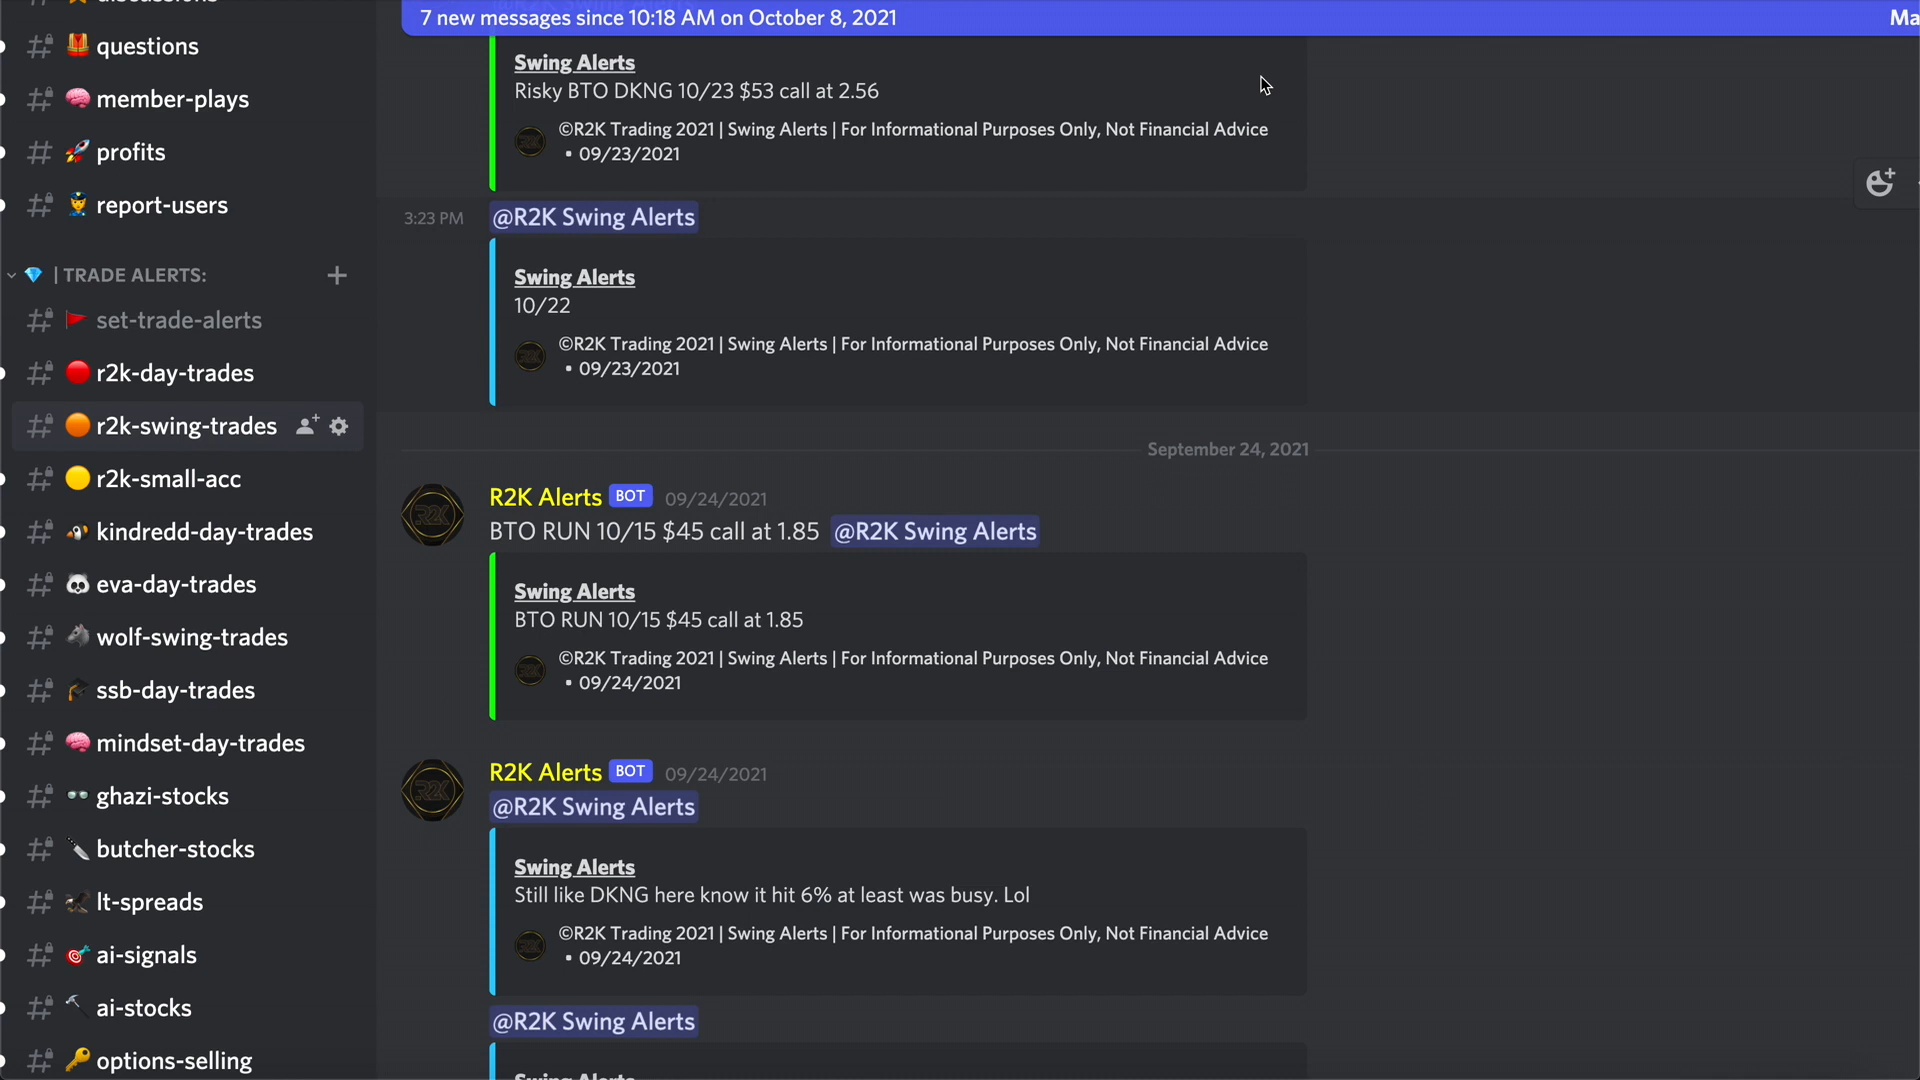 discussions
questions
member-plays
profits
report-users
| TRADE ALERTS:
set-trade-alerts
r2k-day-trades
r2k-swing-trades
r2k-small-acc
kindredd-day-trades
eva-day-trades
wolf-swing-trades
ssb-day-trades
mindset-day-trades
ghazi-stocks
butcher-stocks
lt-spreads
ai-signals
ai-stocks
options-selling
7 new messages since 10:18 AM on October 8, 2021
Ma
Swing Alerts
Risky BTO DKNG 10/23 $53 call at 2.56
©R2K Trading 2021 | Swing Alerts | For Informational Purposes Only, Not Financial Advice
• 09/23/2021
3:23 PM @R2K Swing Alerts
Swing Alerts
10/22
©R2K Trading 2021 | Swing Alerts | For Informational Purposes Only, Not Financial Advice
• 09/23/2021
September 24, 2021
R2K Alerts BOT 09/24/2021
BTO RUN 10/15 $45 call at 1.85 @R2K Swing Alerts
Swing Alerts
BTO RUN 10/15 $45 call at 1.85
©R2K Trading 2021 | Swing Alerts | For Informational Purposes Only, Not Financial Advice
• 09/24/2021
R2K Alerts BOT 09/24/2021
@R2K Swing Alerts
Swing Alerts
Still like DKNG here know it hit 6% at least was busy. Lol
©R2K Trading 2021 | Swing Alerts | For Informational Purposes Only, Not Financial Advice
• 09/24/2021
@R2K Swing Alerts
Swing Alerts